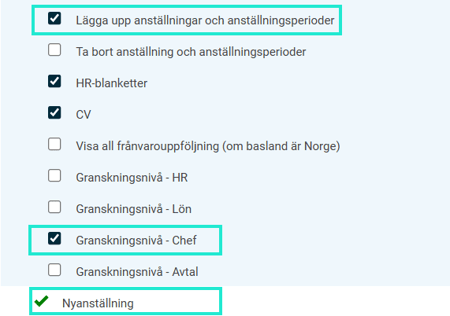 Lägga upp anställningar och anställningsperioder
Ta bort anställning och anställningsperioder
HR-blanketter
CV
Visa all frånvarouppföljning (om basland är Norge)
Granskningsnivå - HR
Granskningsnivå - Lön
Granskningsnivå - Chef
Granskningsnivå - Avtal
Nyanställning